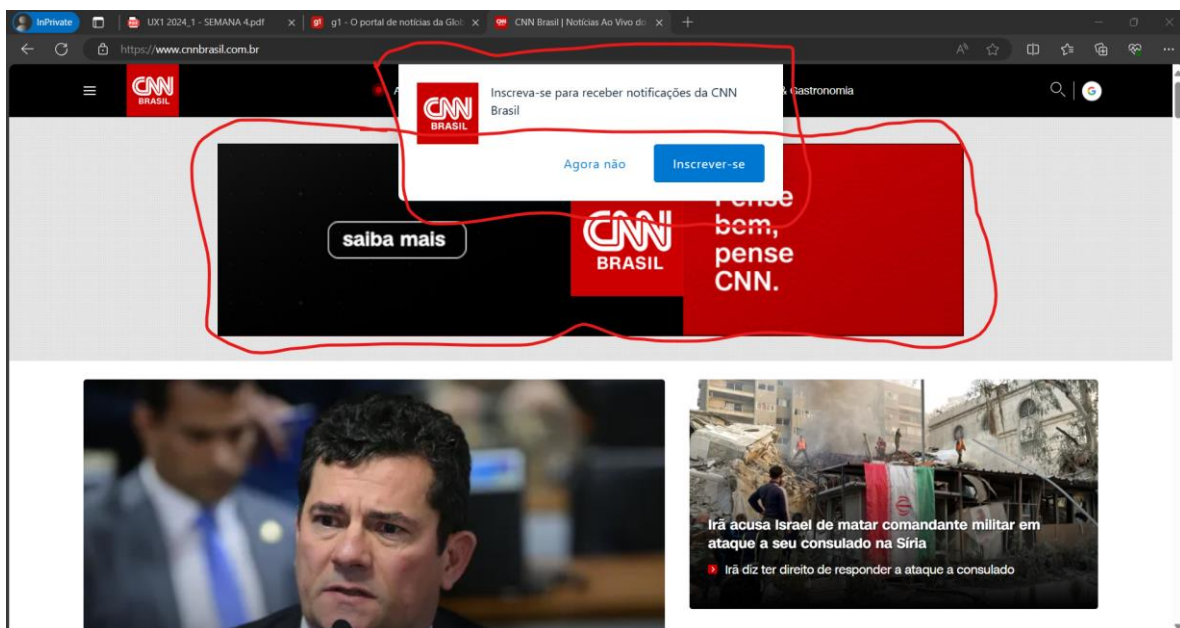 InPrivate
UX1 2024_1 - SEMANA 4.pdf
g1 - O portal de notícias da Glob
CNN Brasil | Notícias Ao Vivo do
https://www.cnnbrasil.com.br
CNN
BRASIL
Gastronomia
CNN
BRASIL
Inscreva-se para receber notificações da CNN
Brasil
Agora não
Inscrever-se
saiba mais
CNN
BRASIL
Pense
bem,
pense
CNN.
Irã acusa Israel de matar comandante militar em
ataque a seu consulado na Síria
Irã diz ter direito de responder a ataque a consulado